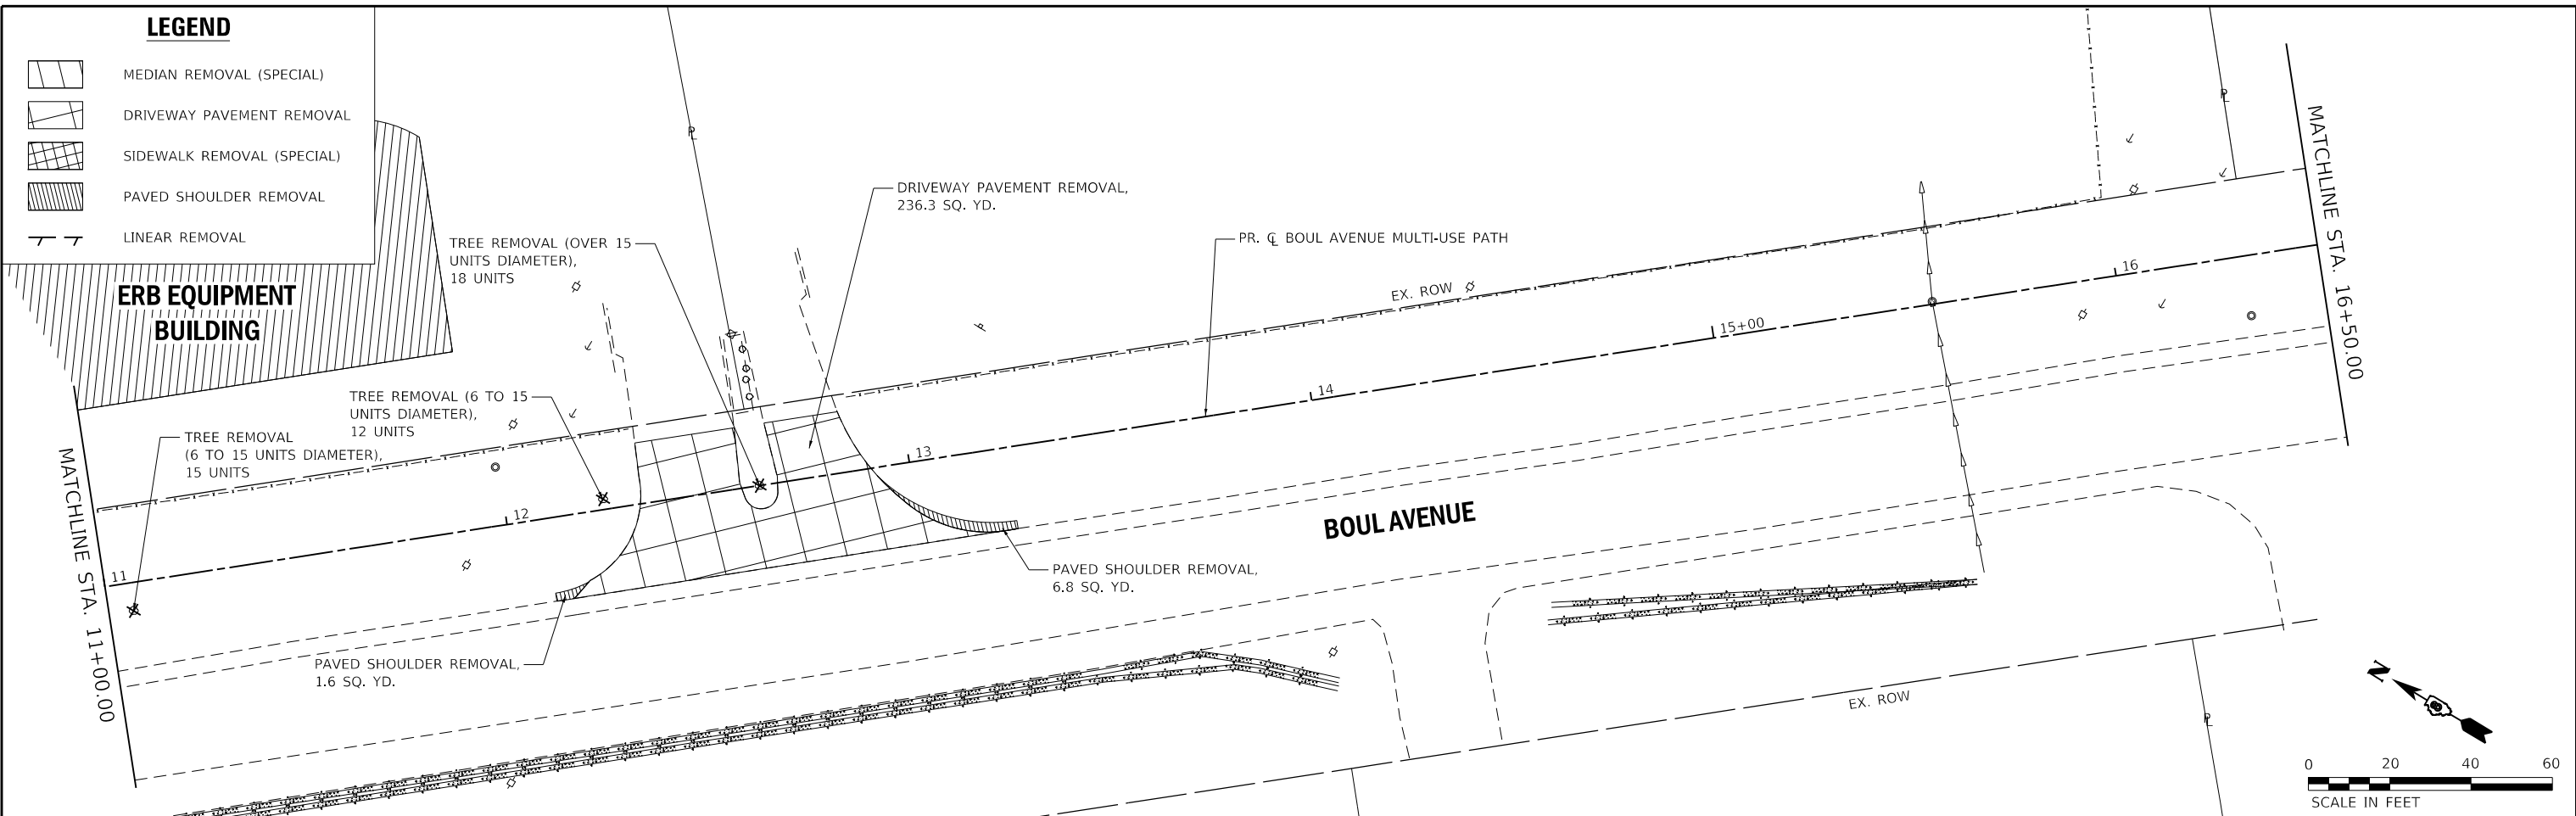 LEGEND
MEDIAN REMOVAL (SPECIAL)
DRIVEWAY PAVEMENT REMOVAL
SIDEWALK REMOVAL (SPECIAL)
PAVED SHOULDER REMOVAL
LINEAR REMOVAL
ERB EQUIPMENT
BUILDING
TREE REMOVAL (OVER 15
UNITS DIAMETER),
18 UNITS
DRIVEWAY PAVEMENT REMOVAL,
236.3 SQ. YD.
PR. ℄ BOUL AVENUE MULTI-USE PATH
EX. ROW
TREE REMOVAL (6 TO 15
UNITS DIAMETER),
12 UNITS
TREE REMOVAL
(6 TO 15 UNITS DIAMETER),
15 UNITS
MATCHLINE STA. 11+00.00
11
12
13
14
15+00
16
MATCHLINE STA. 16+50.00
BOUL AVENUE
PAVED SHOULDER REMOVAL,
6.8 SQ. YD.
PAVED SHOULDER REMOVAL,
1.6 SQ. YD.
EX. ROW
PL
PL
PL
N
0 20 40 60
SCALE IN FEET